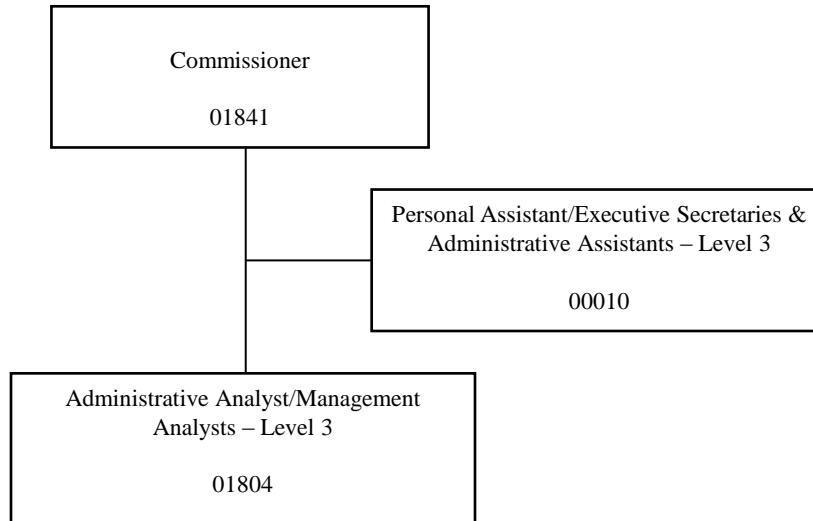 Commissioner
01841
Personal Assistant/Executive Secretaries &
Administrative Assistants – Level 3
00010
Administrative Analyst/Management
Analysts – Level 3
01804